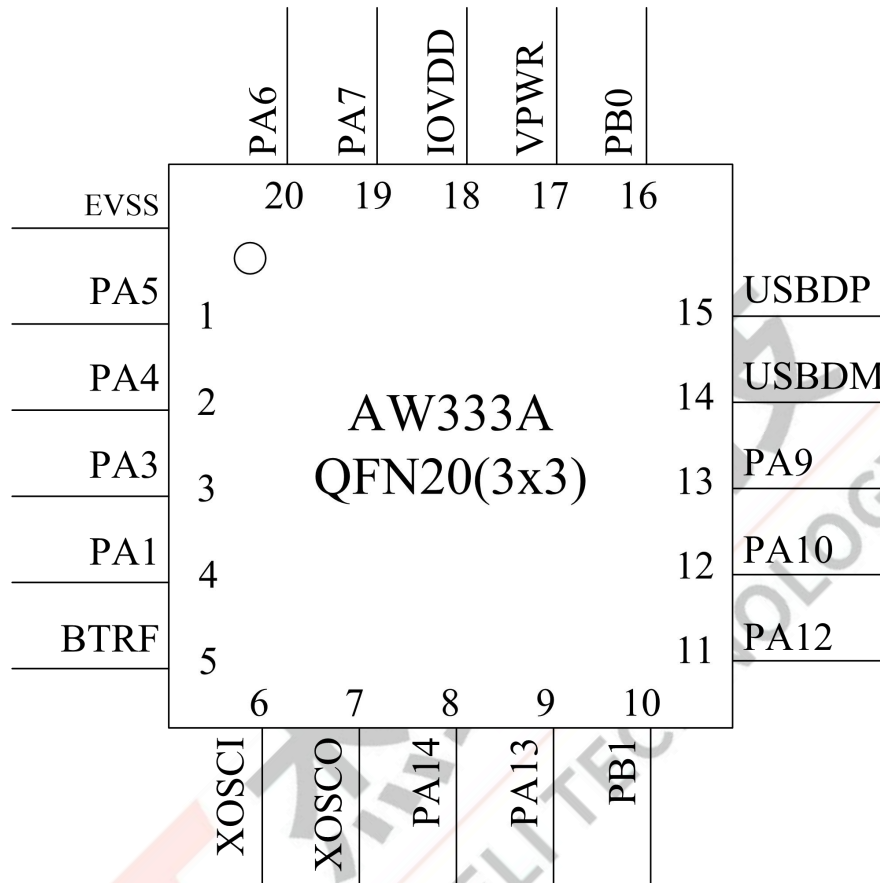 PA6
PA7
IOVDD
VPWR
PB0
20
19
18
17
16
EVSS
PA5
1
PA4
2
PA3
3
PA1
4
BTRF
5
AW333A
QFN20(3x3)
15
USBDP
14
USBDM
13
PA9
12
PA10
11
PA12
6
7
8
9
10
XOSCI
XOSCO
PA14
PA13
PB1